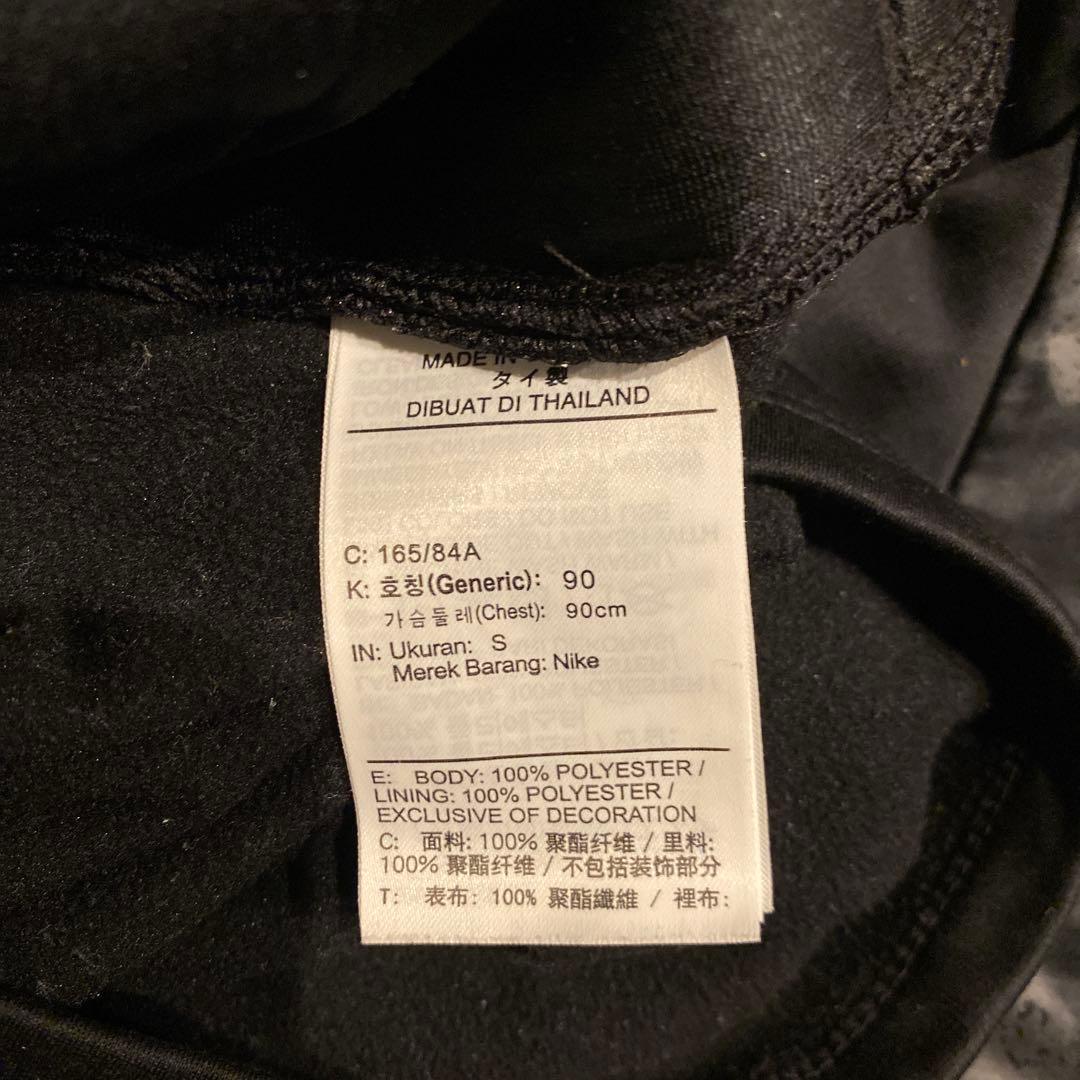 MADE IN
タイ製
DIBUAT DI THAILAND
C: 165/84A
K: 호칭(Generic): 90
가슴둘레(Chest): 90cm
IN: Ukuran: S
Merek Barang: Nike
E: BODY: 100% POLYESTER /
LINING: 100% POLYESTER /
EXCLUSIVE OF DECORATION
C: 面料: 100% 聚酯纤维 / 里料:
100% 聚酯纤维 / 不包括装饰部分
T: 表布: 100% 聚酯纖維 / 裡布: